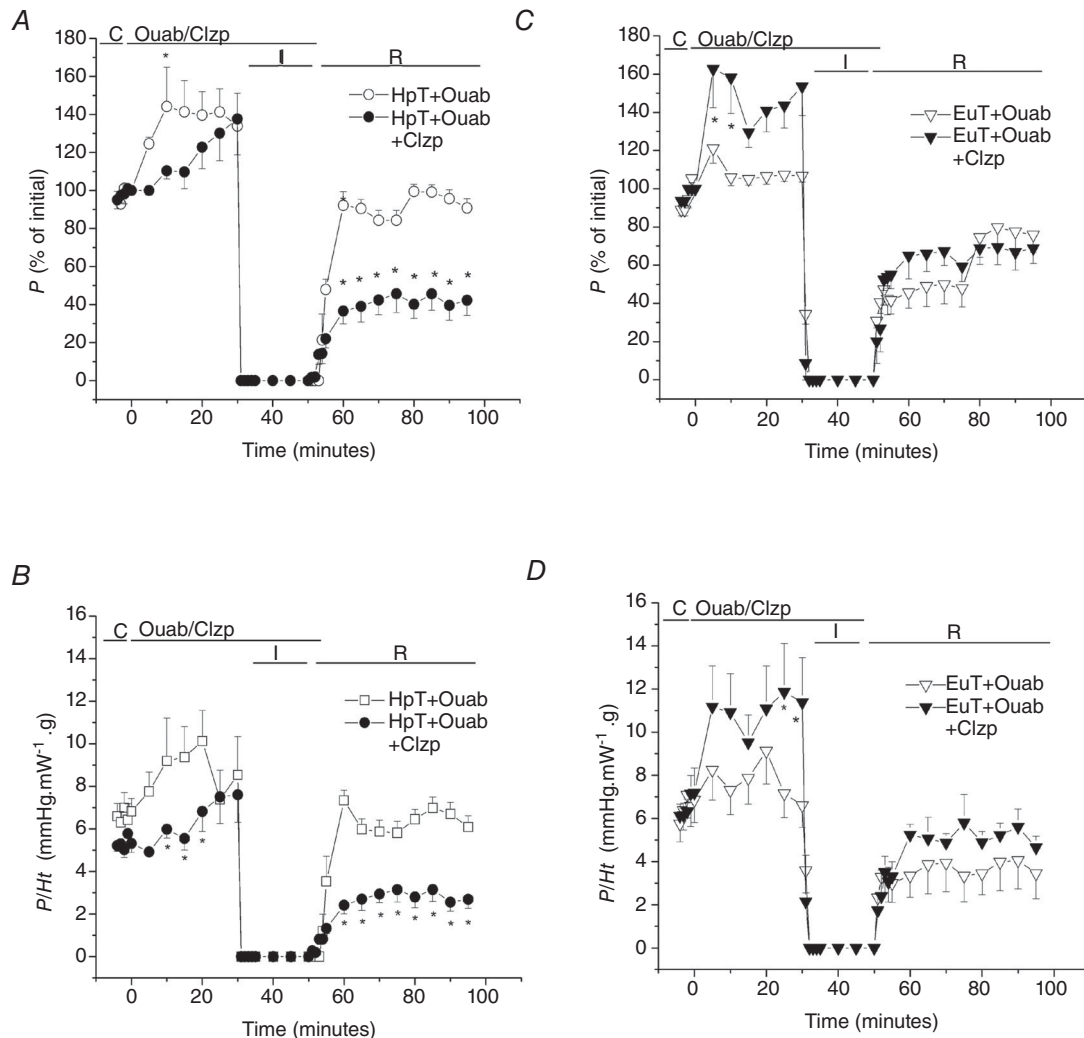 A
C Ouab/Clzp
I
R
180
160
140
120
100
80
60
40
20
0
P (% of initial)
*
HpT+Ouab
HpT+Ouab
+Clzp
* * * * * * * *
0 20 40 60 80 100
Time (minutes)
C
C Ouab/Clzp
I
R
180
160
140
120
100
80
60
40
20
0
P (% of initial)
EuT+Ouab
EuT+Ouab
+Clzp
* *
0 20 40 60 80 100
Time (minutes)
B
C Ouab/Clzp
I
R
16
14
12
10
8
6
4
2
0
P/Ht (mmHg.mW⁻¹ .g)
HpT+Ouab
HpT+Ouab
+Clzp
* * *
* * * * * * * *
0 20 40 60 80 100
Time (minutes)
D
C Ouab/Clzp
I
R
16
14
12
10
8
6
4
2
0
P/Ht (mmHg.mW⁻¹ .g)
EuT+Ouab
EuT+Ouab
+Clzp
* *
0 20 40 60 80 100
Time (minutes)